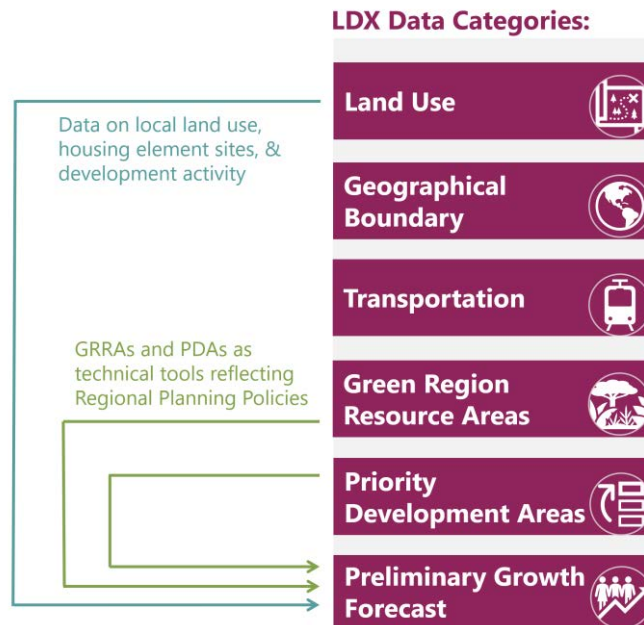 LDX Data Categories:
Land Use
Data on local land use,
housing element sites, &
development activity
Geographical
Boundary
Transportation
GRRAs and PDAs as
technical tools reflecting
Regional Planning Policies
Green Region
Resource Areas
Priority
Development Areas
Preliminary Growth
Forecast